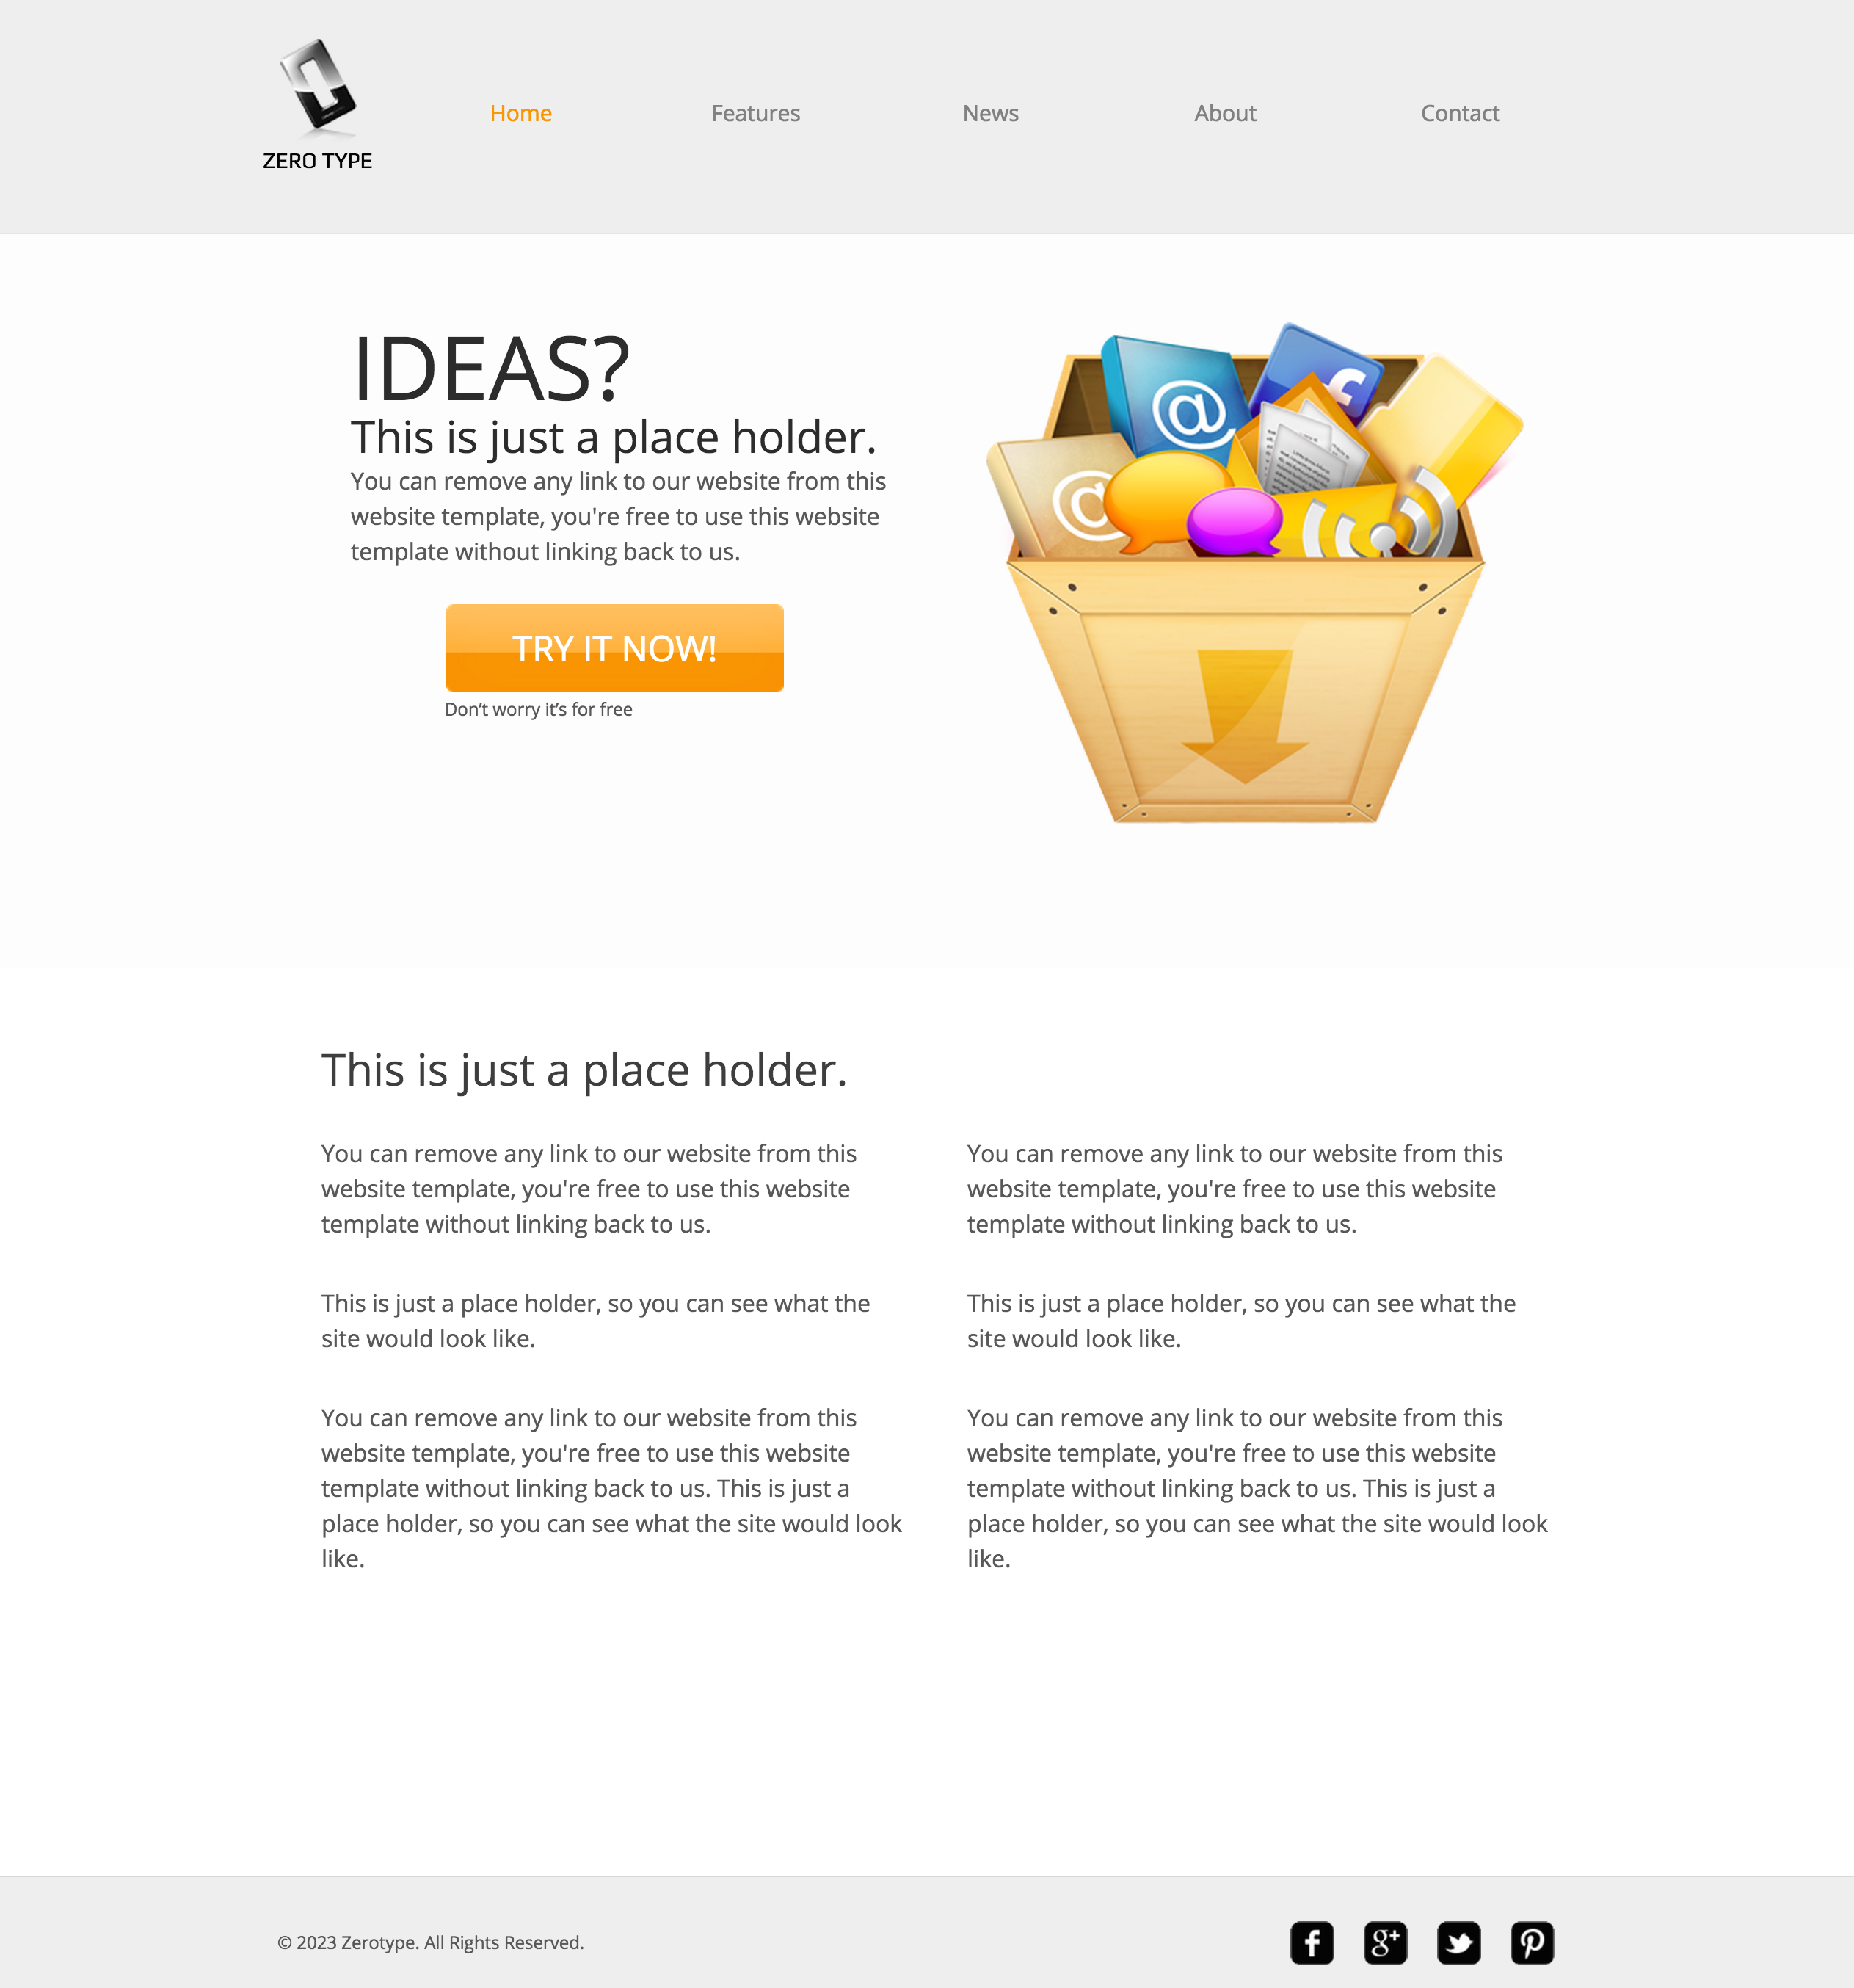 ZERO TYPE
Home
Features
News
About
Contact
IDEAS?
This is just a place holder.
You can remove any link to our website from this
website template, you're free to use this website
template without linking back to us.
TRY IT NOW!
Don’t worry it’s for free
@
f
@
This is just a place holder.
You can remove any link to our website from this
website template, you're free to use this website
template without linking back to us.
This is just a place holder, so you can see what the
site would look like.
You can remove any link to our website from this
website template, you're free to use this website
template without linking back to us. This is just a
place holder, so you can see what the site would look
like.
You can remove any link to our website from this
website template, you're free to use this website
template without linking back to us.
This is just a place holder, so you can see what the
site would look like.
You can remove any link to our website from this
website template, you're free to use this website
template without linking back to us. This is just a
place holder, so you can see what the site would look
like.
© 2023 Zerotype. All Rights Reserved.
f
g+